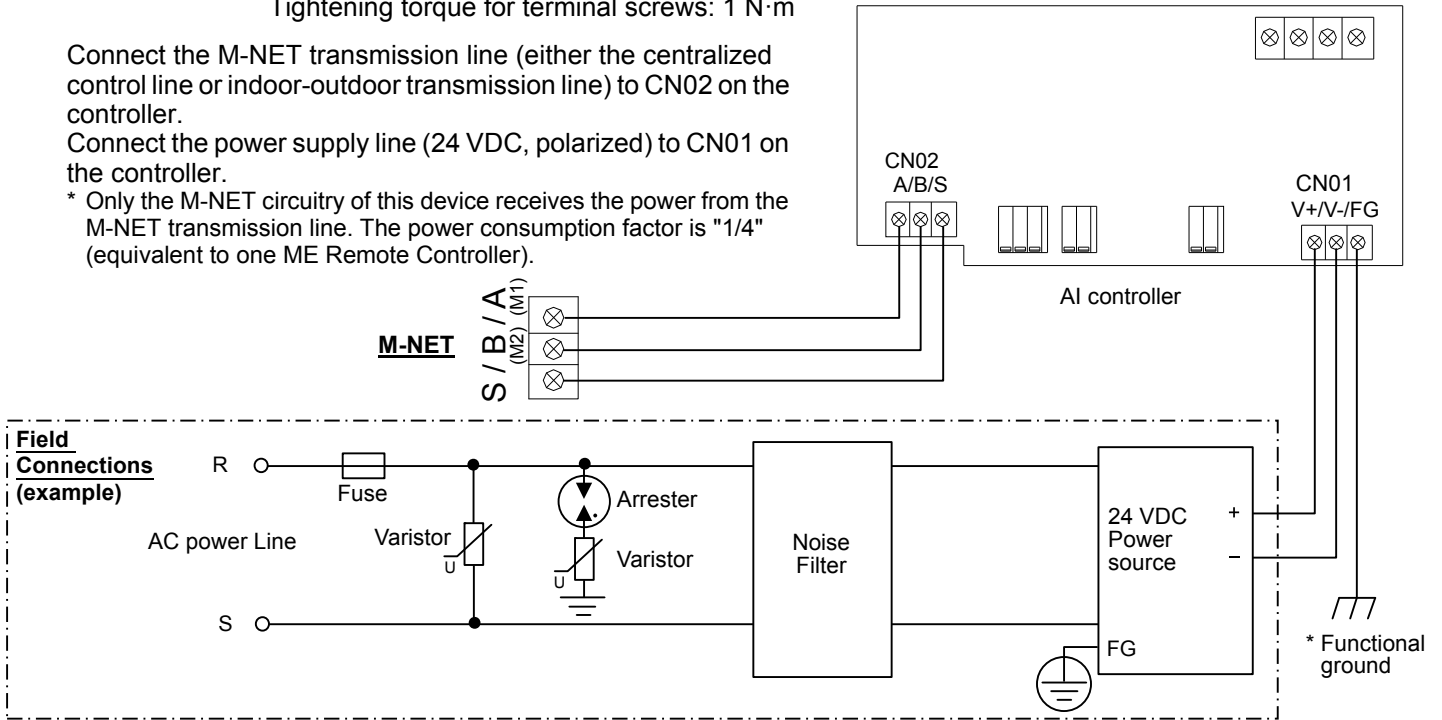 Tightening torque for terminal screws: 1 N·m
Connect the M-NET transmission line (either the centralized
control line or indoor-outdoor transmission line) to CN02 on the
controller.
Connect the power supply line (24 VDC, polarized) to CN01 on
the controller.
* Only the M-NET circuitry of this device receives the power from the
M-NET transmission line. The power consumption factor is "1/4"
(equivalent to one ME Remote Controller).
CN02
A/B/S
CN01
V+/V-/FG
AI controller
M-NET
S / B / A
(M2) (M1)
Field
Connections
(example)
R
Fuse
AC power Line
Varistor
U
Arrester
Varistor
U
S
Noise
Filter
24 VDC
Power
source
+
−
FG
* Functional
ground